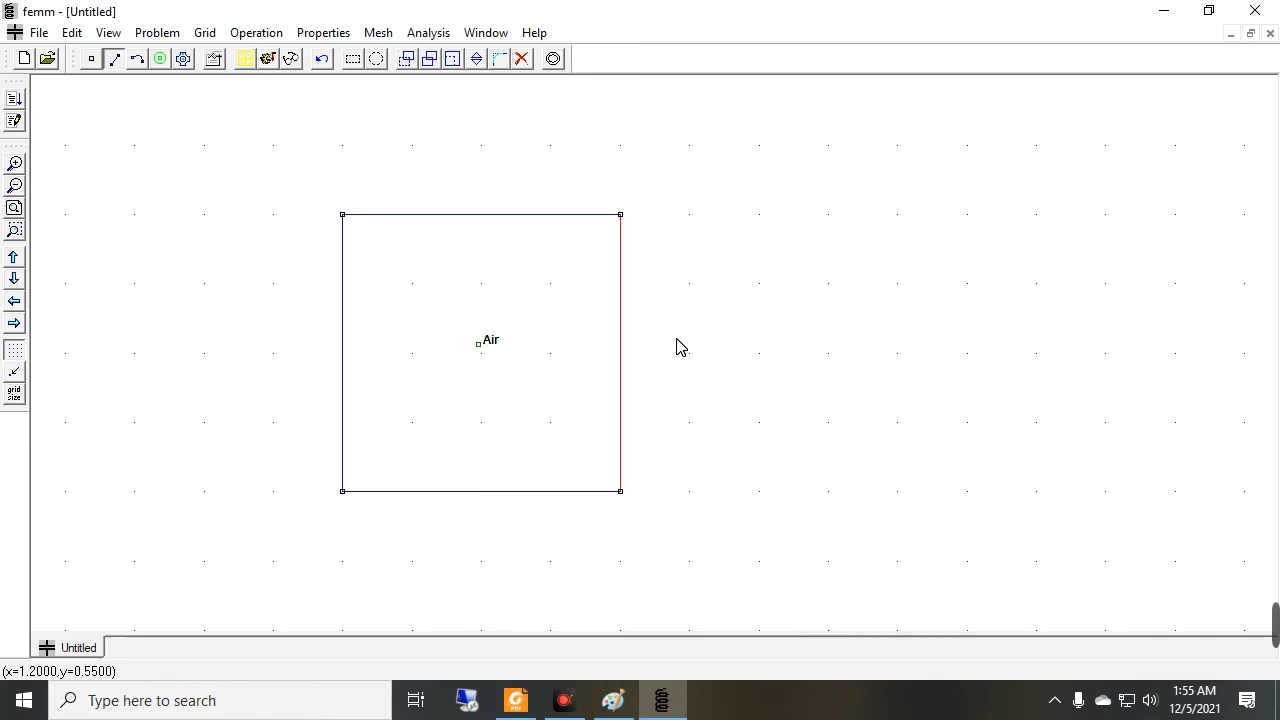 femm - [Untitled]
File Edit View Problem Grid Operation Properties Mesh Analysis Window Help
grid
size
Air
Untitled
(x=1.2000,y=0.5500)
Type here to search
PDF
1:55 AM
12/5/2021